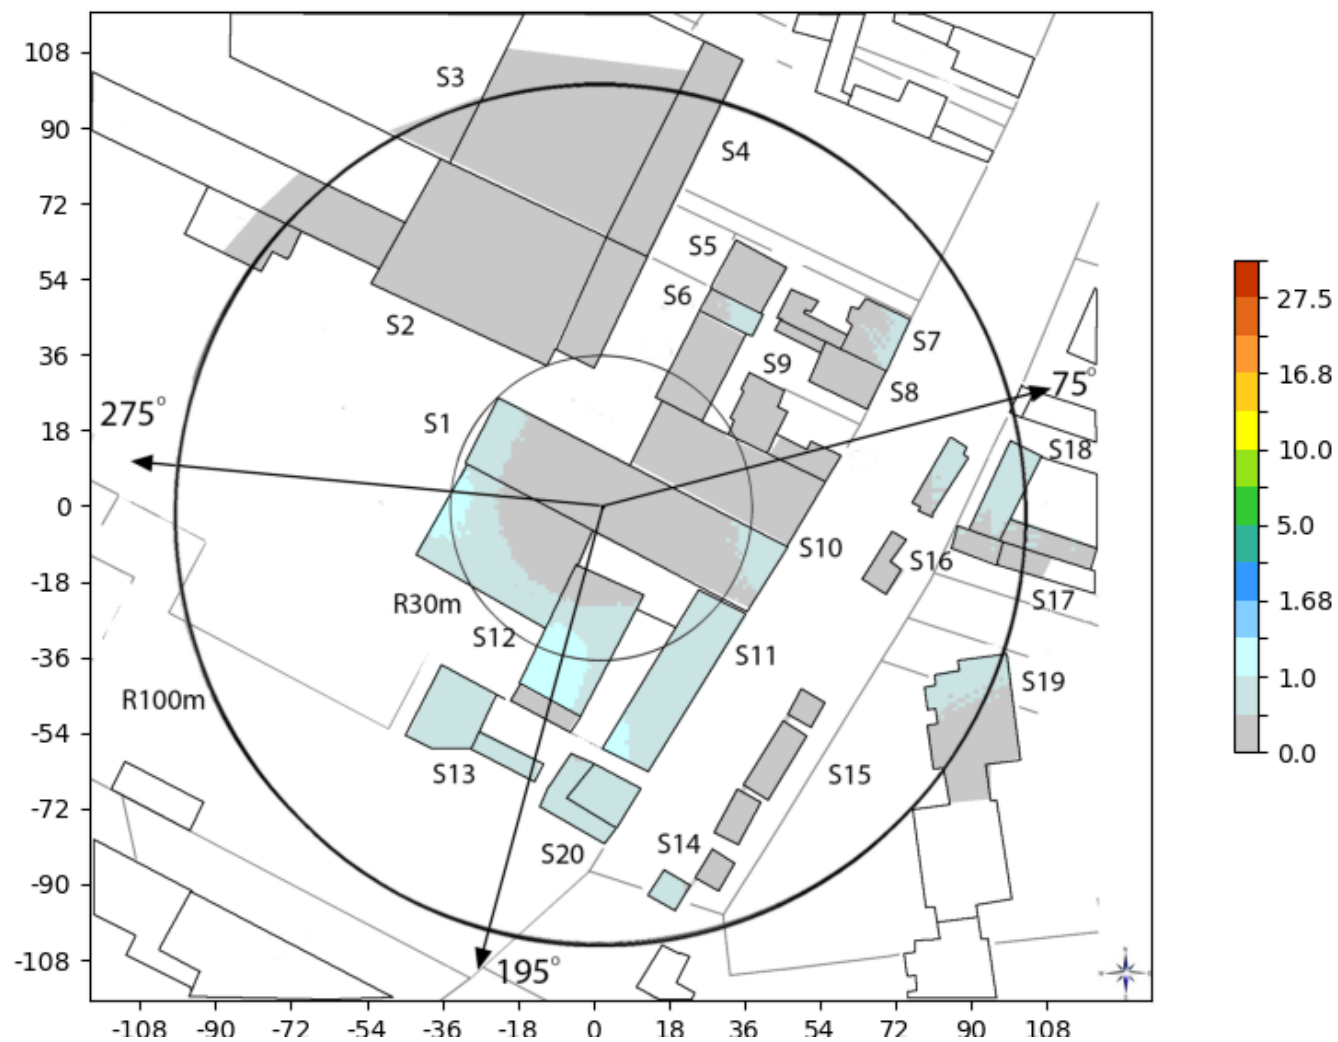 108
S3
90
S4
72
S5
54
S6
27.5
S2
S7
36
S9
16.8
S8
75°
275°
S1
18
S18
10.0
0
S10
5.0
-18
S16
R30m
S17
1.68
S12
-36
S11
1.0
S19
R100m
-54
0.0
S13
S15
-72
S14
S20
-90
-108
195°
-108 -90 -72 -54 -36 -18 0 18 36 54 72 90 108